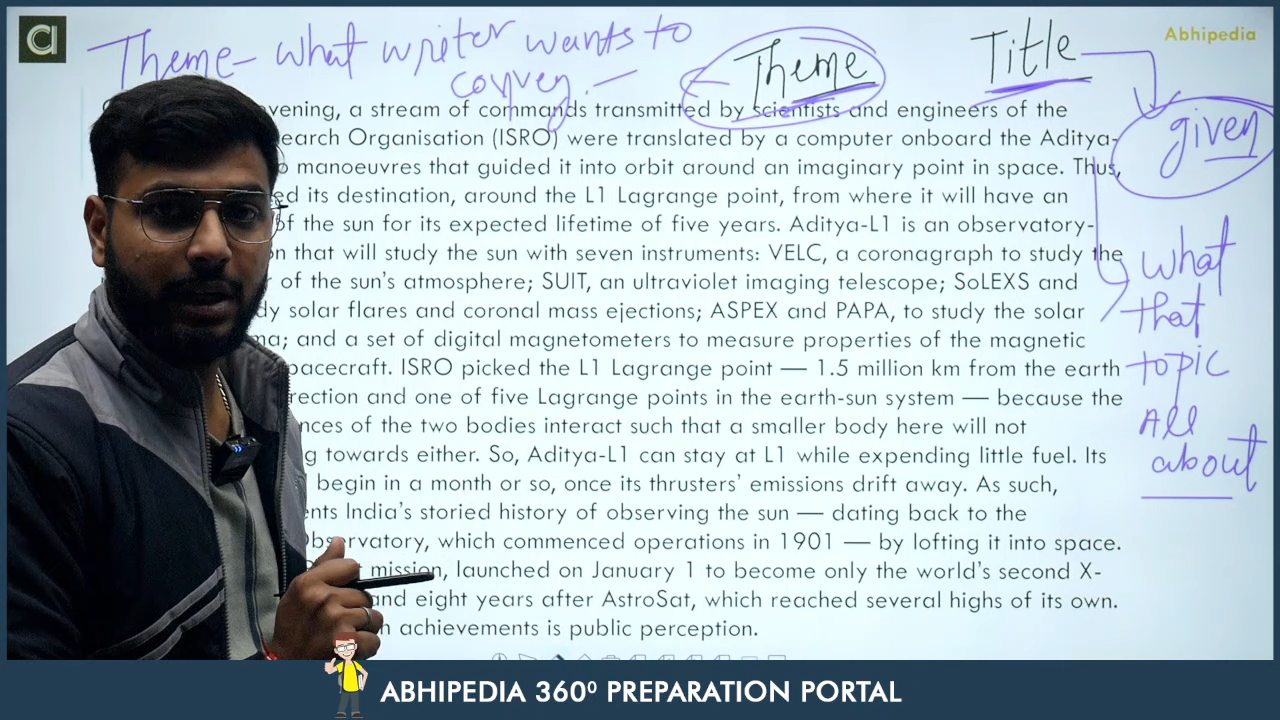 Abhipedia
Theme - what writer wants to
convey. -
Theme
Title
given
what
that
topic
All
about
vening, a stream of commands transmitted by scientists and engineers of the
earch Organisation (ISRO) were translated by a computer onboard the Aditya-
manoeuvres that guided it into orbit around an imaginary point in space. Thus,
ed its destination, around the L1 Lagrange point, from where it will have an
of the sun for its expected lifetime of five years. Aditya-L1 is an observatory-
n that will study the sun with seven instruments: VELC, a coronagraph to study the
of the sun's atmosphere; SUIT, an ultraviolet imaging telescope; SoLEXS and
dy solar flares and coronal mass ejections; ASPEX and PAPA, to study the solar
ma; and a set of digital magnetometers to measure properties of the magnetic
pacecraft. ISRO picked the L1 Lagrange point — 1.5 million km from the earth
rection and one of five Lagrange points in the earth-sun system — because the
nces of the two bodies interact such that a smaller body here will not
g towards either. So, Aditya-L1 can stay at L1 while expending little fuel. Its
begin in a month or so, once its thrusters' emissions drift away. As such,
ents India's storied history of observing the sun — dating back to the
Observatory, which commenced operations in 1901 — by lofting it into space.
mission, launched on January 1 to become only the world's second X-
and eight years after AstroSat, which reached several highs of its own.
h achievements is public perception.
ABHIPEDIA 360⁰ PREPARATION PORTAL